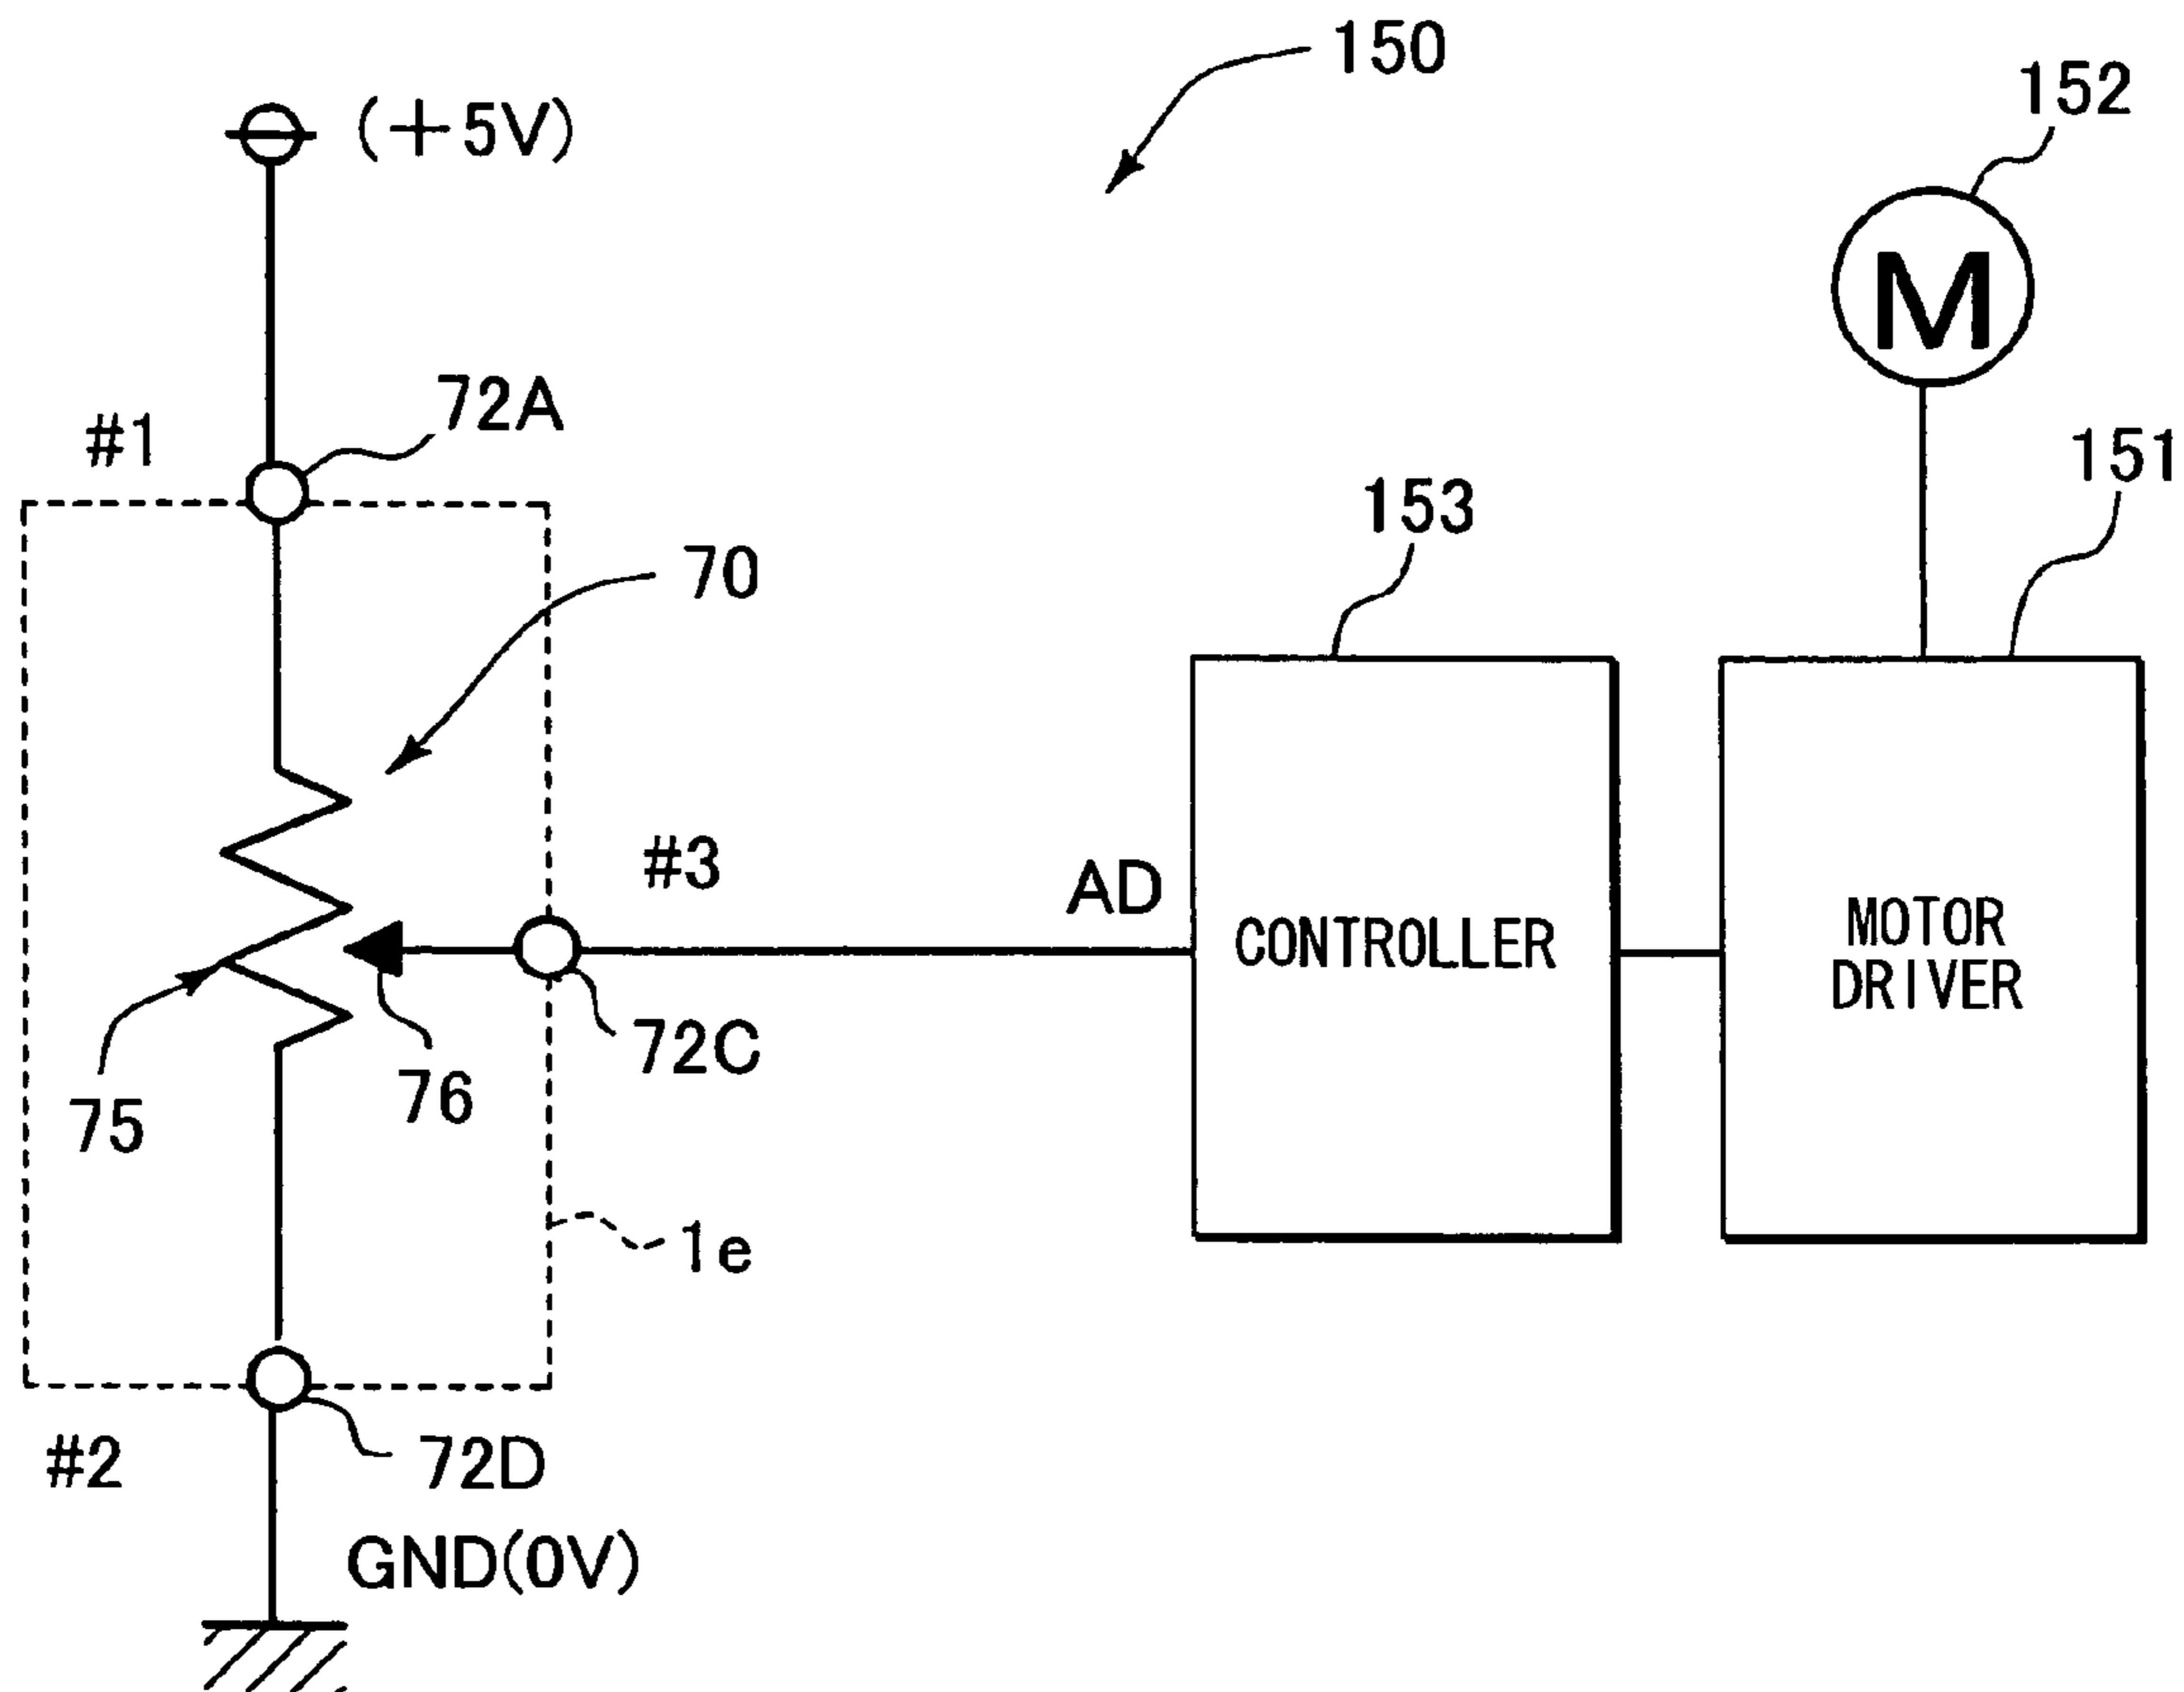 150
152
(+5V)
72A
#1
151
153
70
#3
AD
M
CONTROLLER
MOTOR
DRIVER
72C
76
75
1e
#2
72D
GND(0V)